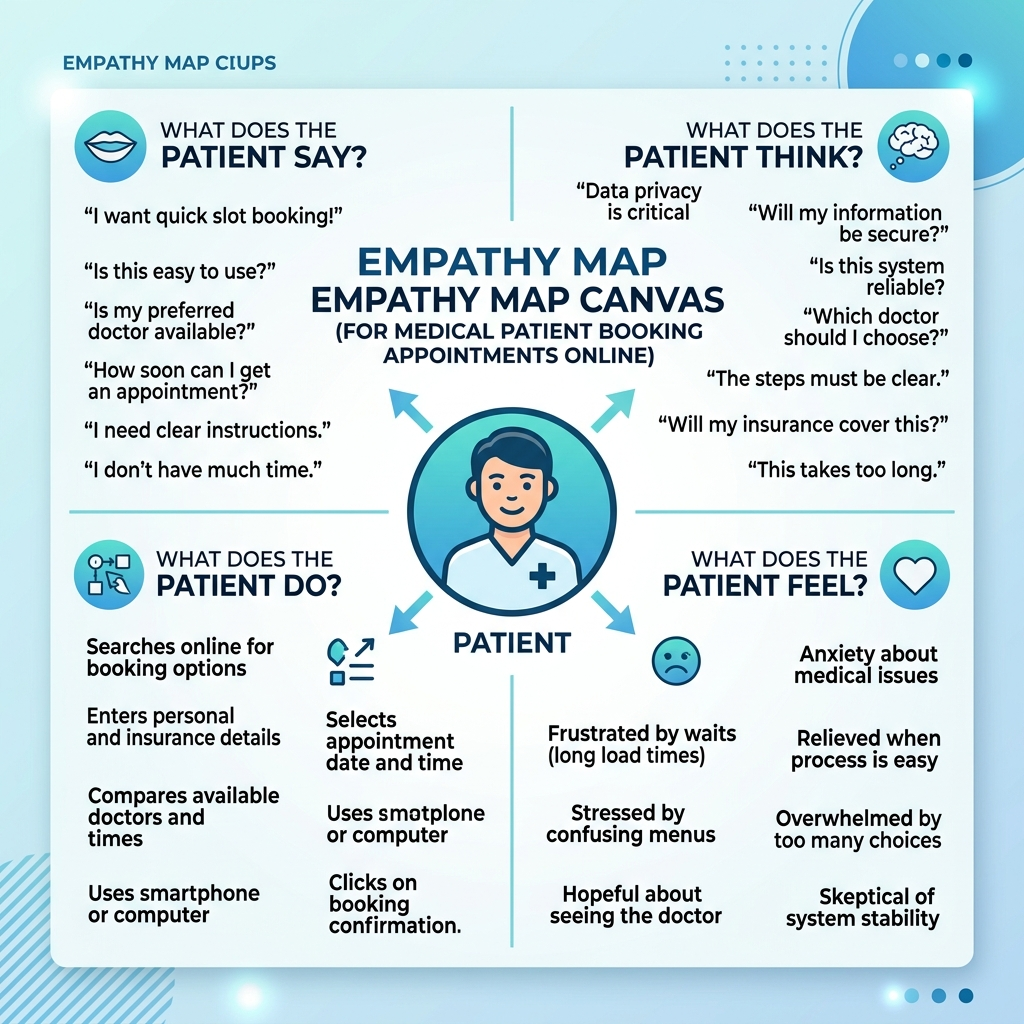 EMPATHY MAP CIUPS
WHAT DOES THE
PATIENT SAY?
“I want quick slot booking!”
“Is this easy to use?”
“Is my preferred
doctor available?”
“How soon can I get
an appointment?”
“I need clear instructions.”
“I don’t have much time.”
WHAT DOES THE
PATIENT THINK?
“Data privacy
is critical
“Will my information
be secure?”
“Is this system
reliable?
“Which doctor
should I choose?”
“The steps must be clear.”
“Will my insurance cover this?”
“This takes too long.”
EMPATHY MAP
EMPATHY MAP CANVAS
(FOR MEDICAL PATIENT BOOKING
APPOINTMENTS ONLINE)
PATIENT
WHAT DOES THE
PATIENT DO?
Searches online for
booking options
Enters personal
and insurance details
Compares available
doctors and
times
Uses smartphone
or computer
Selects
appointment
date and time
Uses smatplone
or computer
Clicks on
booking
confirmation.
WHAT DOES THE
PATIENT FEEL?
Frustrated by waits
(long load times)
Stressed by
confusing menus
Hopeful about
seeing the doctor
Anxiety about
medical issues
Relieved when
process is easy
Overwhelmed by
too many choices
Skeptical of
system stability